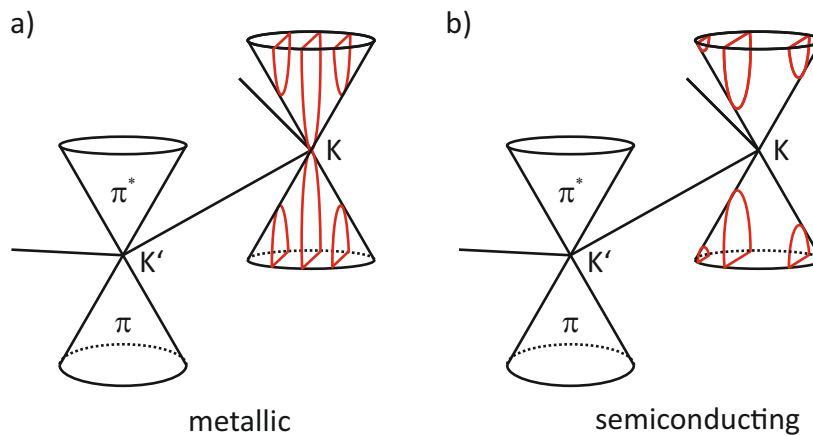 a)
K
π*
K‘
π
metallic
b)
K
π*
K‘
π
semiconducting